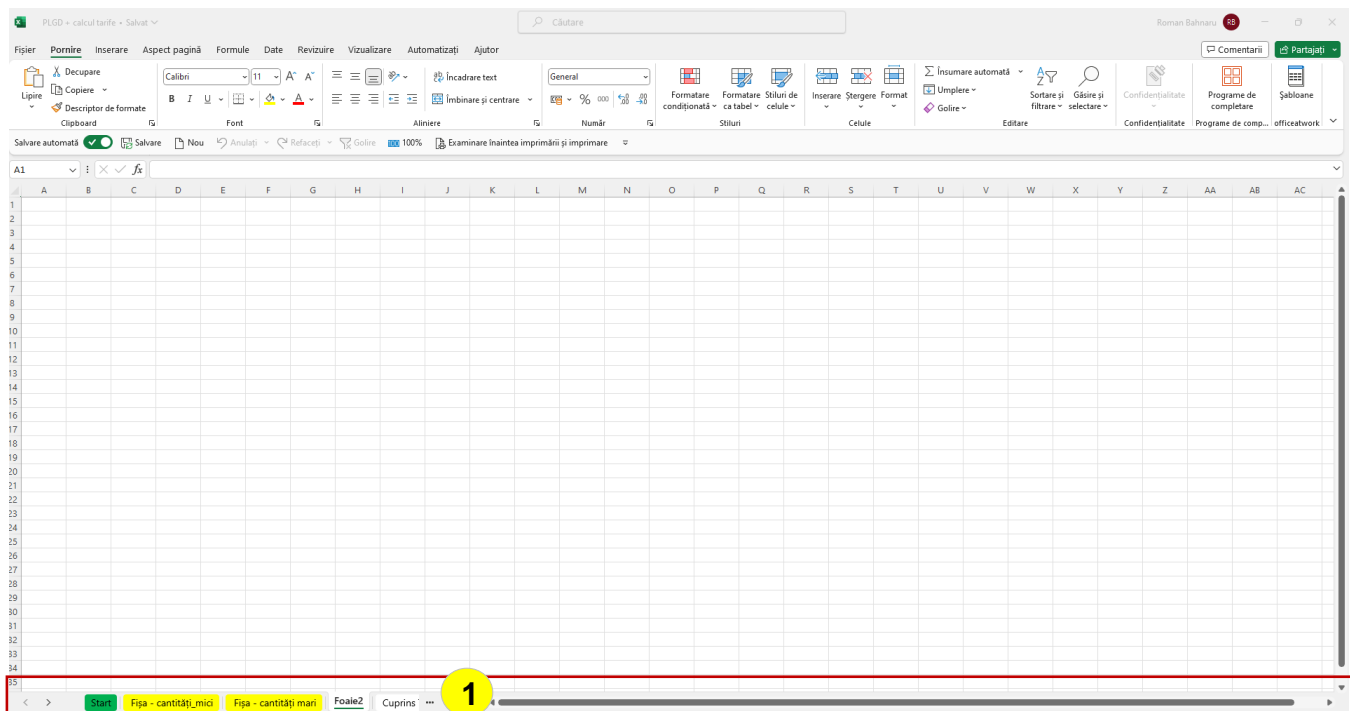 PLGD + calcul tarife • Salvat
Căutare
Roman Bahnaru RB
Fișier Pornire Inserare Aspect pagină Formule Date Revizuire Vizualizare Automatizați Ajutor
Comentarii Partajați
Lipire
Decupare
Copiere
Descriptor de formate
Clipboard
Calibri 11 A^ A˅
B I U A
Font
Încadrare text
Îmbinare și centrare
Aliniere
General
% 000
Număr
Formatare condiționată
Formatare ca tabel
Stiluri de celule
Stiluri
Inserare Ștergere Format
Celule
Însumare automată
Umplere
Golire
Sortare și filtrare
Găsire și selectare
Editare
Confidențialitate
Confidențialitate
Programe de completare
Programe de comp...
Șabloane
officeatwork
Salvare automată Salvare Nou Anulați Refaceți Golire 100% Examinare înaintea imprimării și imprimare
A1 fx
A B C D E F G H I J K L M N O P Q R S T U V W X Y Z AA AB AC
1
2
3
4
5
6
7
8
9
10
11
12
13
14
15
16
17
18
19
20
21
22
23
24
25
26
27
28
29
30
31
32
33
34
35
Start Fișa - cantități_mici Fișa - cantități mari Foaie2 Cuprins ... 1